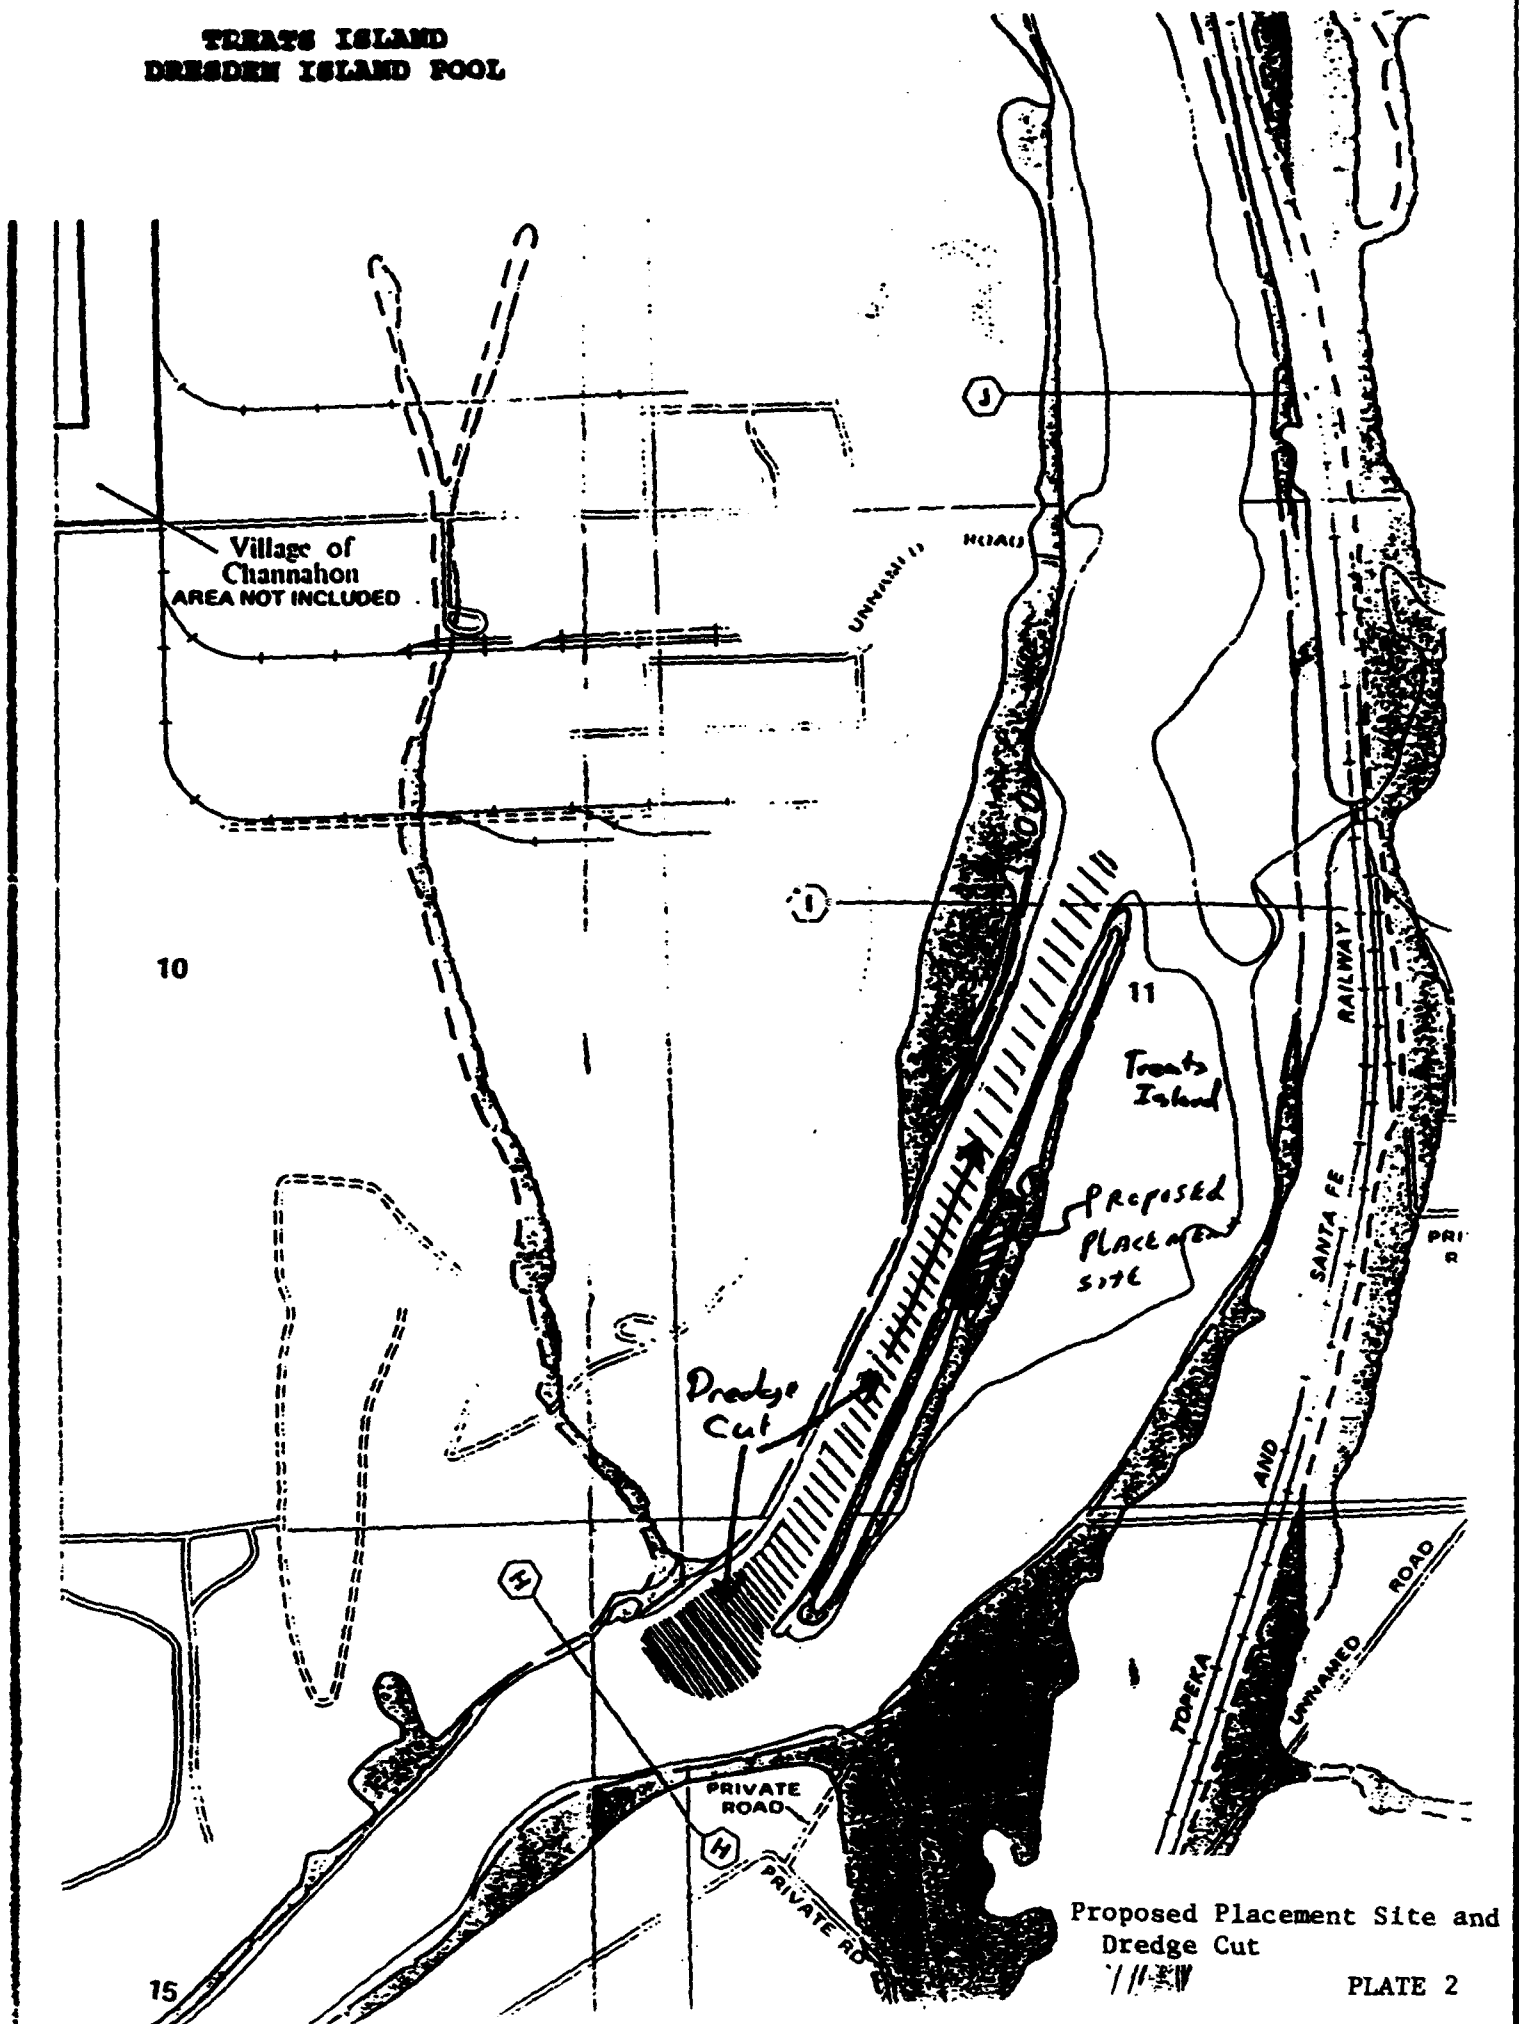 TREATS ISLAND
DRESDEN ISLAND POOL
J
Village of
Channahon
AREA NOT INCLUDED
UNNAMED
ROAD
I
10
11
RAILWAY
Treats
Island
Proposed
Placement
site
SANTA FE
PRI
R
Dredge
Cut
AND
H
ROAD
UNNAMED
TOPEKA
PRIVATE
ROAD
H
PRIVATE RD
Proposed Placement Site and
Dredge Cut
15
PLATE 2